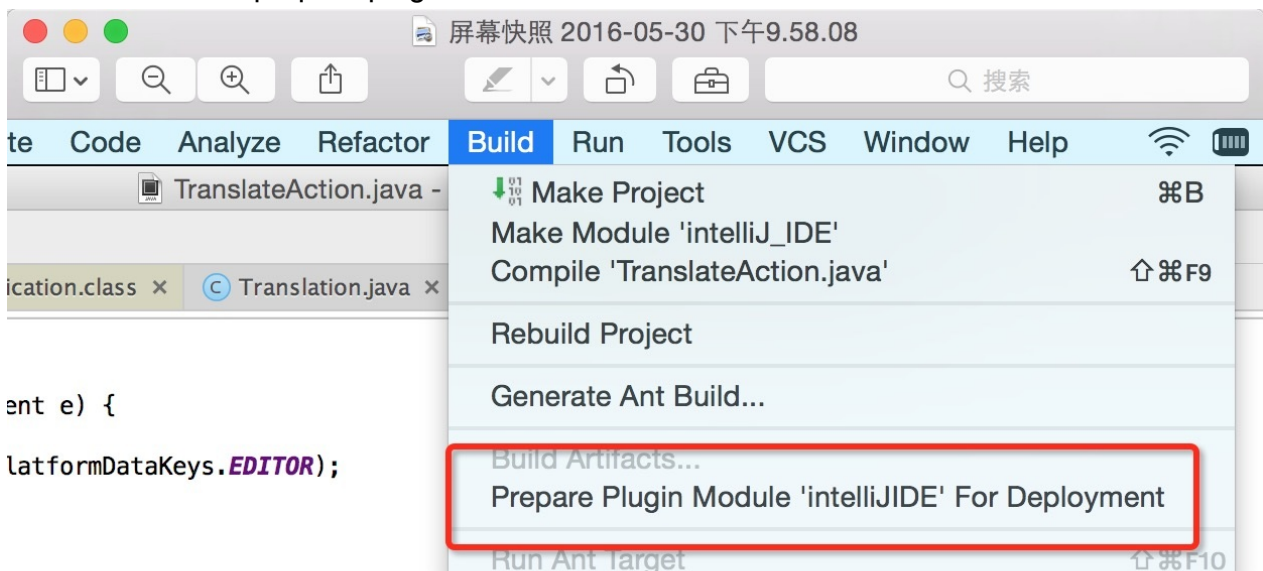 屏幕快照 2016-05-30 下午9.58.08
搜索
te Code Analyze Refactor Build Run Tools VCS Window Help
TranslateAction.java -
Make Project ⌘B
Make Module 'intelliJ_IDE'
Compile 'TranslateAction.java' ⇧⌘F9
ication.class × C Translation.java ×
Rebuild Project
Generate Ant Build...
ent e) {
Build Artifacts...
latformDataKeys.EDITOR);
Prepare Plugin Module 'intelliJIDE' For Deployment
Run Ant Target ⇧⌘F10